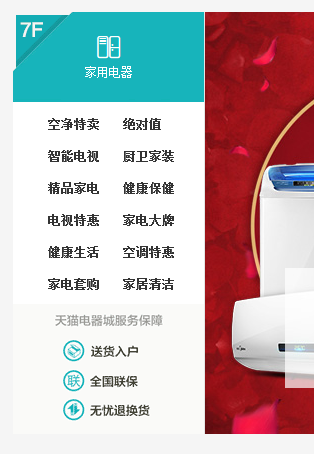 7F
家用电器
空净特卖 绝对值
智能电视 厨卫家装
精品家电 健康保健
电视特惠 家电大牌
健康生活 空调特惠
家电套购 家居清洁
天猫电器城服务保障
送货入户
联 全国联保
无忧退换货